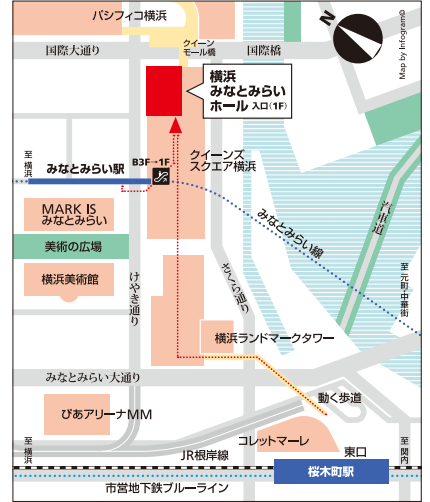 パシフィコ横浜
N
Map by Infogram©
クイーン
モール橋
国際大通り
国際橋
横浜
みなとみらい
ホール 入口(1F)
至 横浜
みなとみらい駅
B3F→1F
クイーンズ
スクエア横浜
MARK IS
みなとみらい
美術の広場
横浜美術館
けやき通り
さくら通り
みなとみらい線
汽車道
至 元町・中華街
横浜ランドマークタワー
みなとみらい大通り
動く歩道
ぴあアリーナMM
コレットマーレ
至 横浜
JR根岸線
東口
至 関内
桜木町駅
市営地下鉄ブルーライン